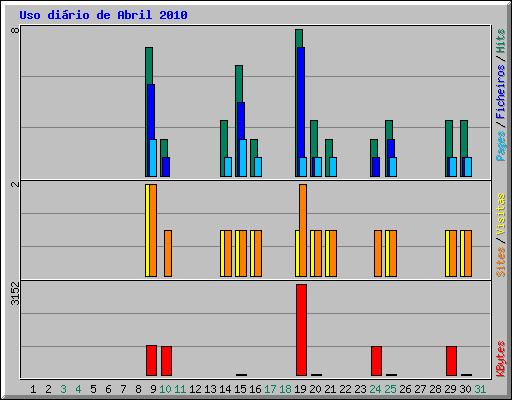 Uso diário de Abril 2010
8
2
3152
Pages / Ficheiros / Hits
Sites / Visitas
KBytes
1 2 3 4 5 6 7 8 9 10 11 12 13 14 15 16 17 18 19 20 21 22 23 24 25 26 27 28 29 30 31